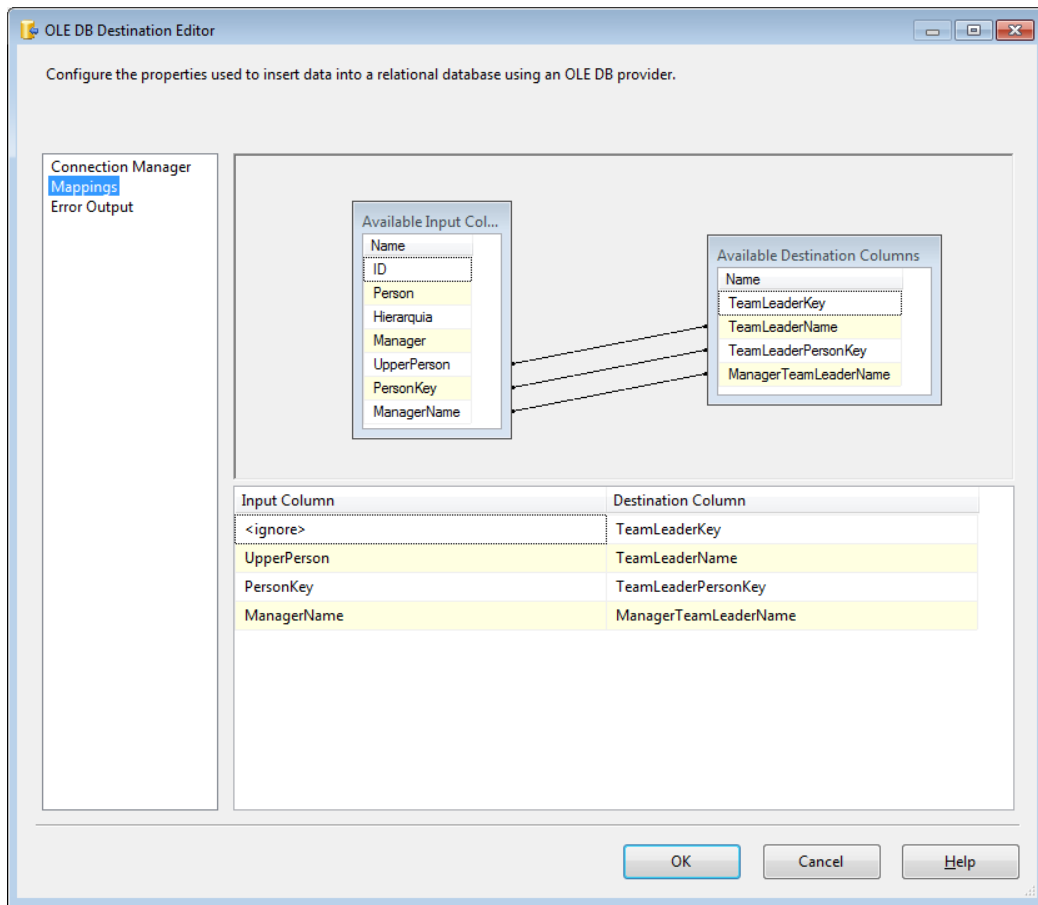 OLE DB Destination Editor
Configure the properties used to insert data into a relational database using an OLE DB provider.
Connection Manager
Mappings
Error Output
Available Input Col...
Name
ID
Person
Hierarquia
Manager
UpperPerson
PersonKey
ManagerName
Available Destination Columns
Name
TeamLeaderKey
TeamLeaderName
TeamLeaderPersonKey
ManagerTeamLeaderName
Input Column Destination Column
<ignore> TeamLeaderKey
UpperPerson TeamLeaderName
PersonKey TeamLeaderPersonKey
ManagerName ManagerTeamLeaderName
OK Cancel Help